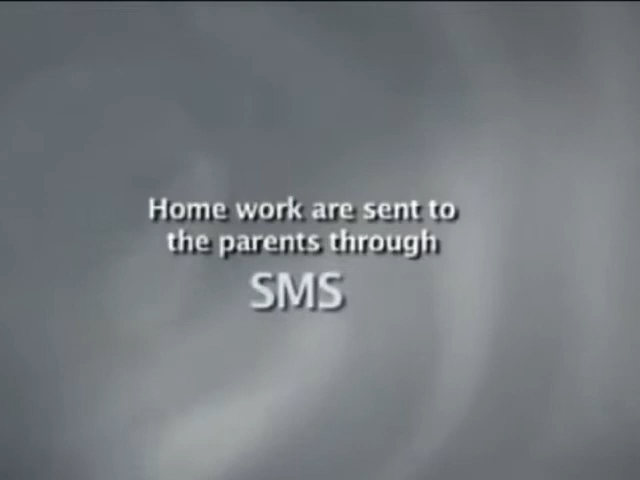 Home work are sent to
the parents through
SMS